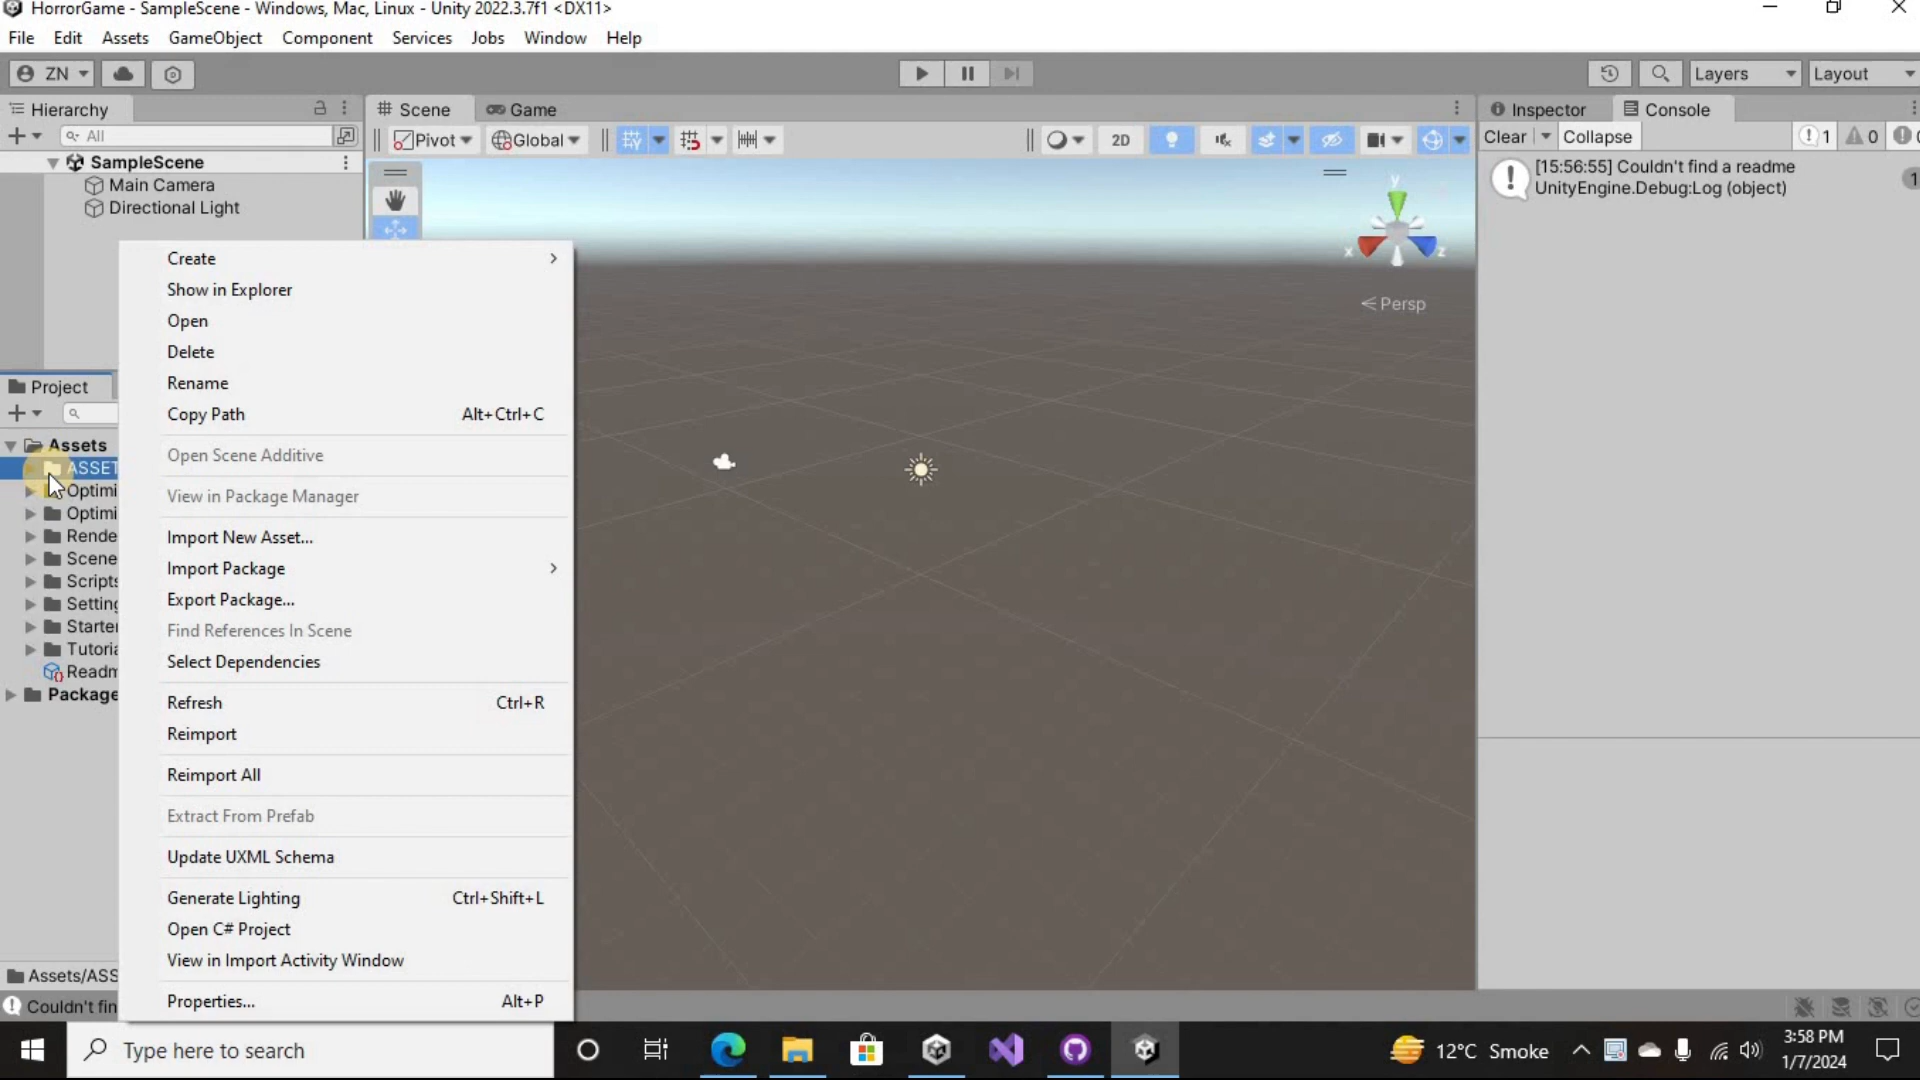 HorrorGame - SampleScene - Windows, Mac, Linux - Unity 2022.3.7f1 <DX11>
File Edit Assets GameObject Component Services Jobs Window Help
ZN
Layers
Layout
Hierarchy
Scene
Game
Inspector
Console
All
Pivot
Global
2D
Clear
Collapse
1
0
SampleScene
Main Camera
Directional Light
[15:56:55] Couldn't find a readme
UnityEngine.Debug:Log (object)
1
y
x
z
Persp
Create
Show in Explorer
Open
Delete
Rename
Copy Path Alt+Ctrl+C
Open Scene Additive
View in Package Manager
Import New Asset...
Import Package
Export Package...
Find References In Scene
Select Dependencies
Refresh Ctrl+R
Reimport
Reimport All
Extract From Prefab
Update UXML Schema
Generate Lighting Ctrl+Shift+L
Open C# Project
View in Import Activity Window
Properties... Alt+P
Project
Assets
ASSET
Optimi
Optimi
Rende
Scene
Scripts
Setting
Starter
Tutoria
Readm
Package
Assets/ASS
Couldn't fin
Type here to search
12°C Smoke
3:58 PM
1/7/2024